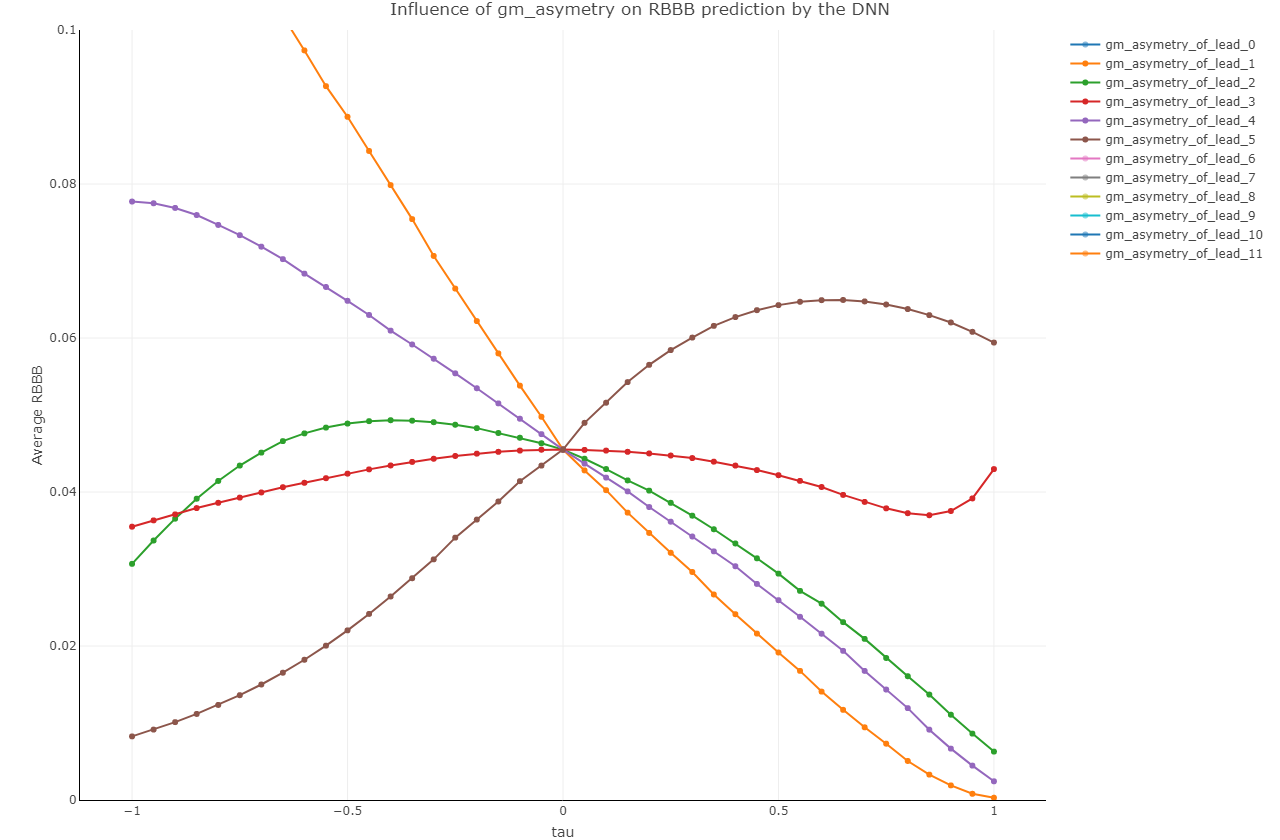 Influence of gm_asymetry on RBBB prediction by the DNN
0.1
0.08
0.06
0.04
0.02
0
Average RBBB
−1
−0.5
0
0.5
1
tau
gm_asymetry_of_lead_0
gm_asymetry_of_lead_1
gm_asymetry_of_lead_2
gm_asymetry_of_lead_3
gm_asymetry_of_lead_4
gm_asymetry_of_lead_5
gm_asymetry_of_lead_6
gm_asymetry_of_lead_7
gm_asymetry_of_lead_8
gm_asymetry_of_lead_9
gm_asymetry_of_lead_10
gm_asymetry_of_lead_11